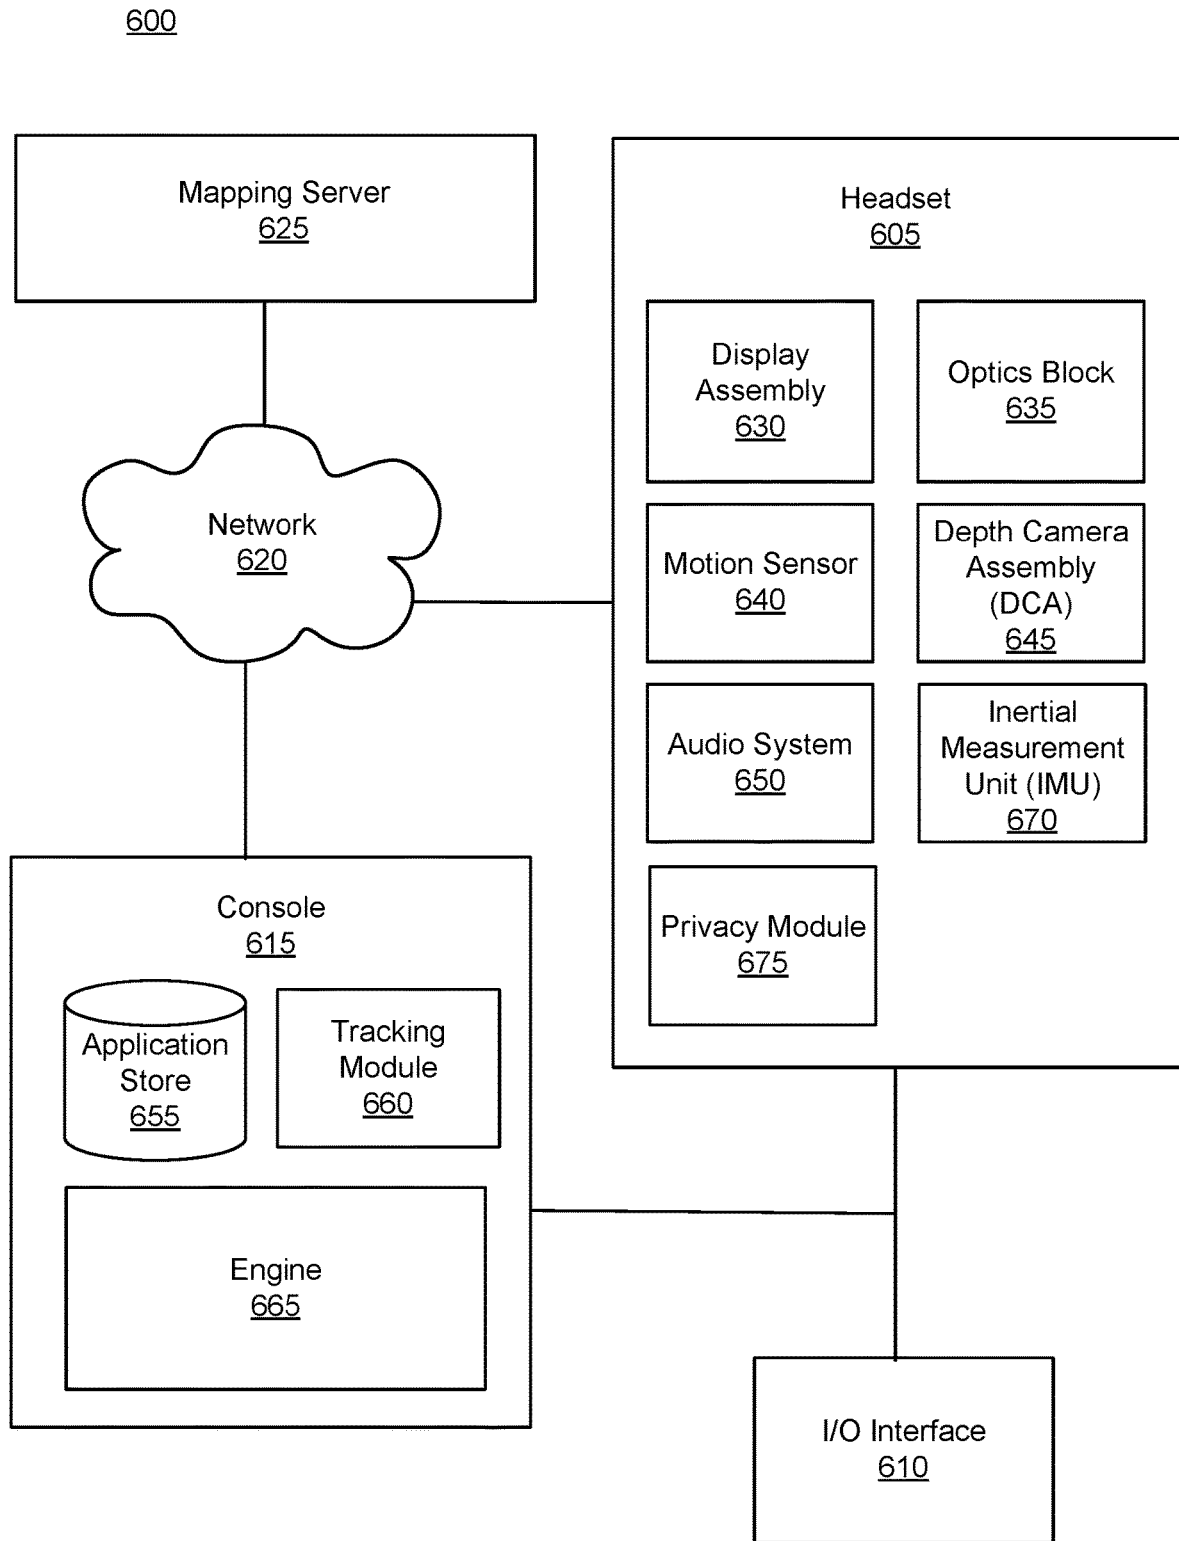 600
Mapping Server
625
Headset
605
Display
Assembly
630
Optics Block
635
Network
620
Motion Sensor
640
Depth Camera
Assembly
(DCA)
645
Audio System
650
Inertial
Measurement
Unit (IMU)
670
Privacy Module
675
Console
615
Application
Store
655
Tracking
Module
660
Engine
665
I/O Interface
610